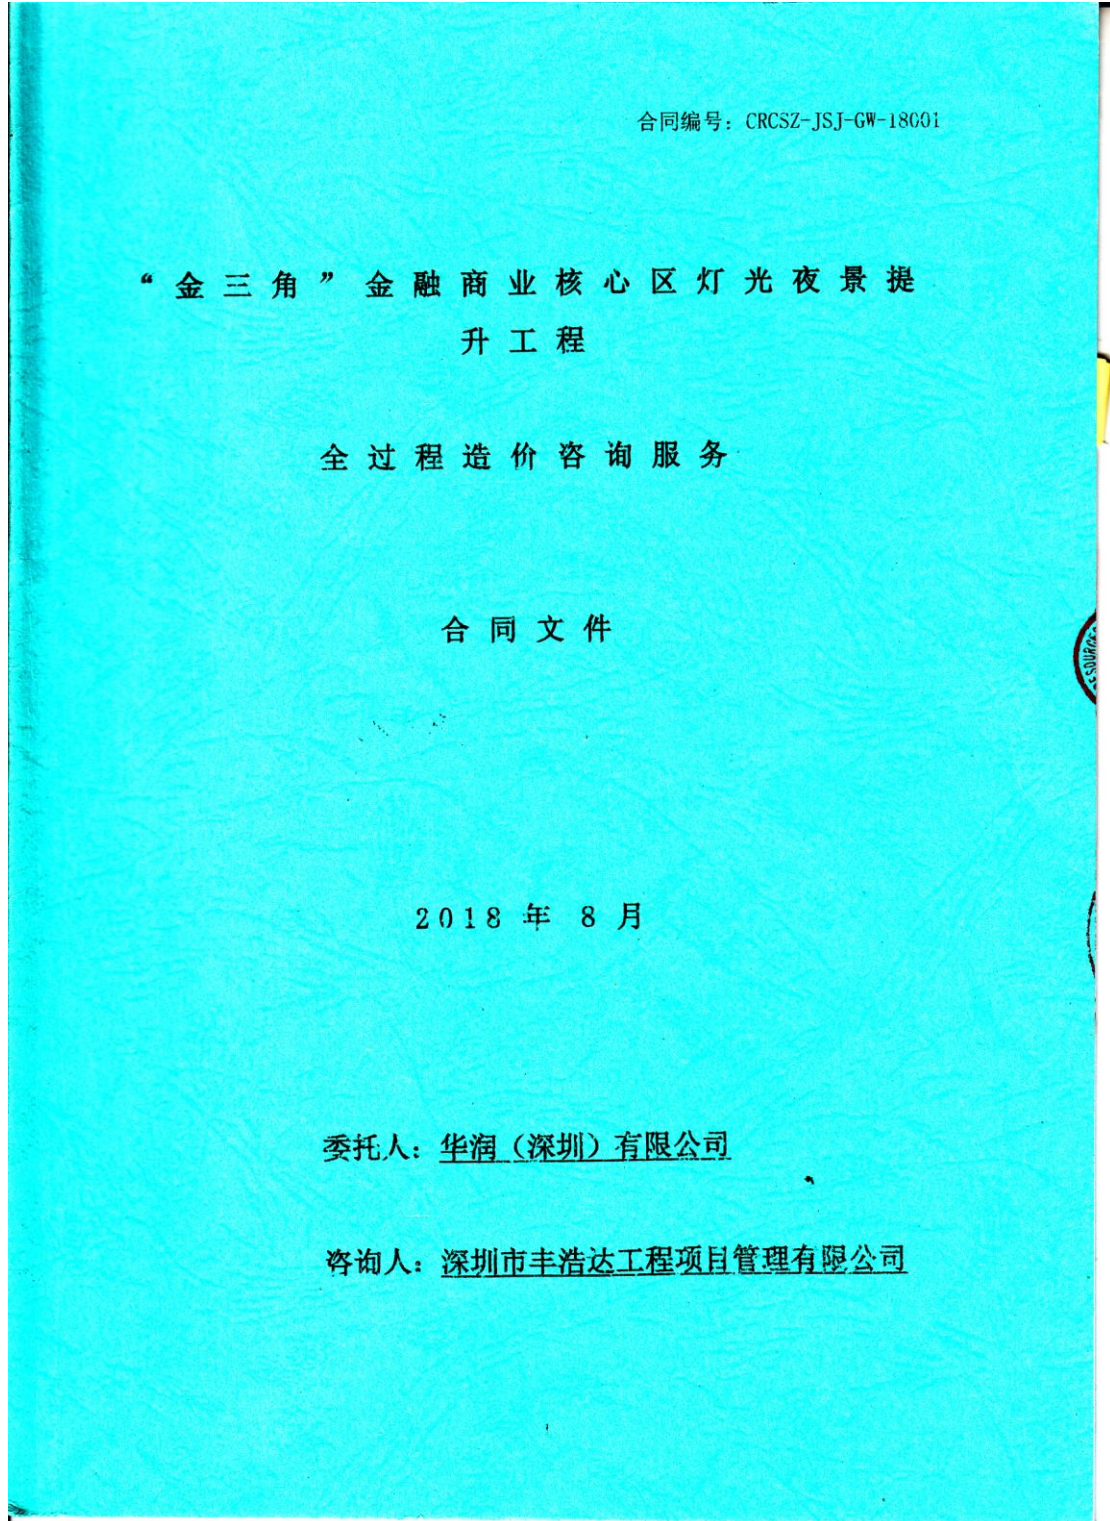 合同编号：CRCSZ-JSJ-GW-18001
“金三角”金融商业核心区灯光夜景提
升工程
全过程造价咨询服务
合同文件
2018 年 8 月
委托人：华润（深圳）有限公司
咨询人：深圳市丰浩达工程项目管理有限公司